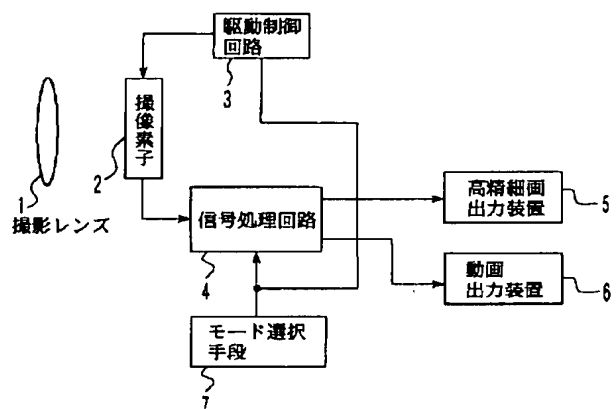 駆動制御
回路
3
撮像素子
2
1
撮影レンズ
信号処理回路
4
高精細画
出力装置
5
動画
出力装置
6
モード選択
手段
7